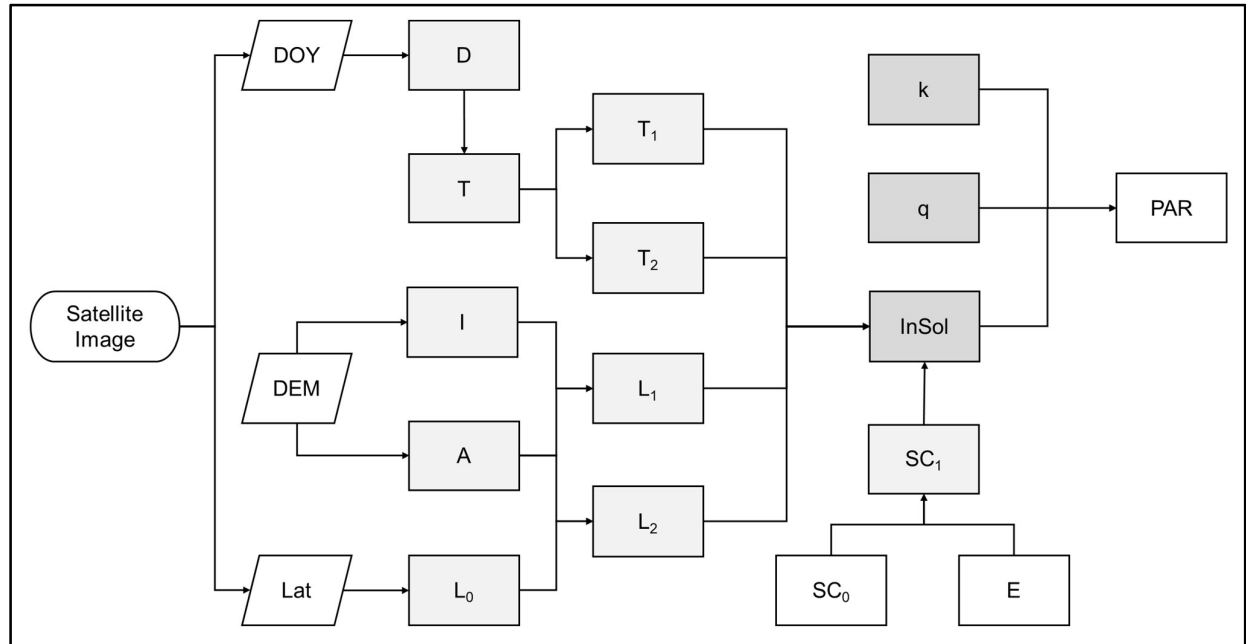 DOY
D
k
T₁
T
q
PAR
T₂
Satellite
Image
I
InSol
DEM
L₁
A
SC₁
L₂
Lat
L₀
SC₀
E